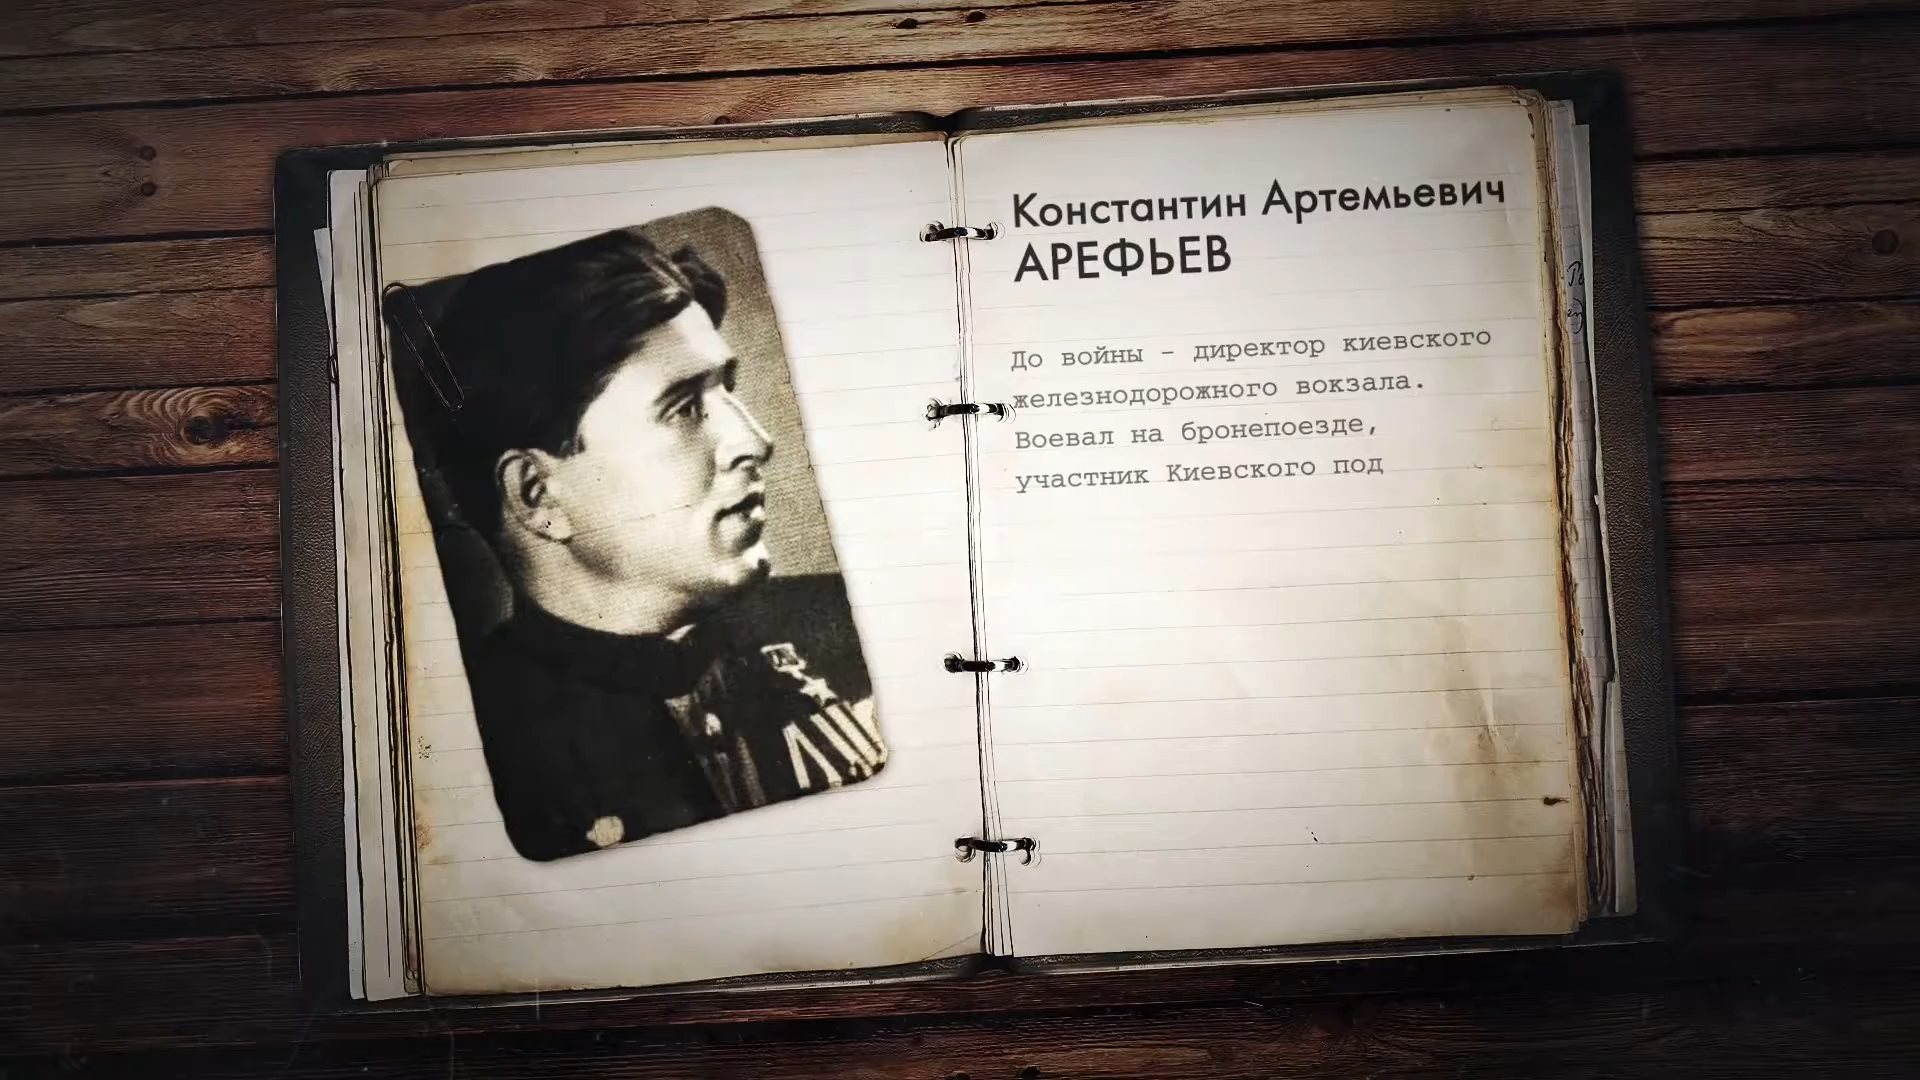 Константин Артемьевич
АРЕФЬЕВ
До войны – директор киевского
железнодорожного вокзала.
Воевал на бронепоезде,
участник Киевского под